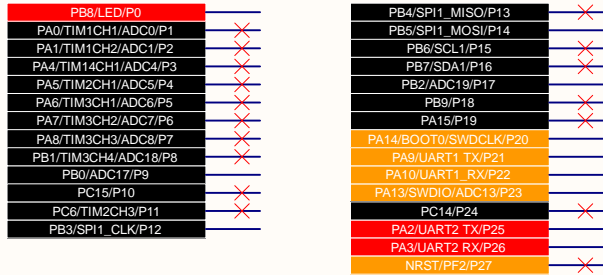 PB8/LED/P0
PA0/TIM1CH1/ADC0/P1
PA1/TIM1CH2/ADC1/P2
PA4/TIM14CH1/ADC4/P3
PA5/TIM2CH1/ADC5/P4
PA6/TIM3CH1/ADC6/P5
PA7/TIM3CH2/ADC7/P6
PA8/TIM3CH3/ADC8/P7
PB1/TIM3CH4/ADC18/P8
PB0/ADC17/P9
PC15/P10
PC6/TIM2CH3/P11
PB3/SPI1_CLK/P12
PB4/SPI1_MISO/P13
PB5/SPI1_MOSI/P14
PB6/SCL1/P15
PB7/SDA1/P16
PB2/ADC19/P17
PB9/P18
PA15/P19
PA14/BOOT0/SWDCLK/P20
PA9/UART1 TX/P21
PA10/UART1_RX/P22
PA13/SWDIO/ADC13/P23
PC14/P24
PA2/UART2 TX/P25
PA3/UART2 RX/P26
NRST/PF2/P27